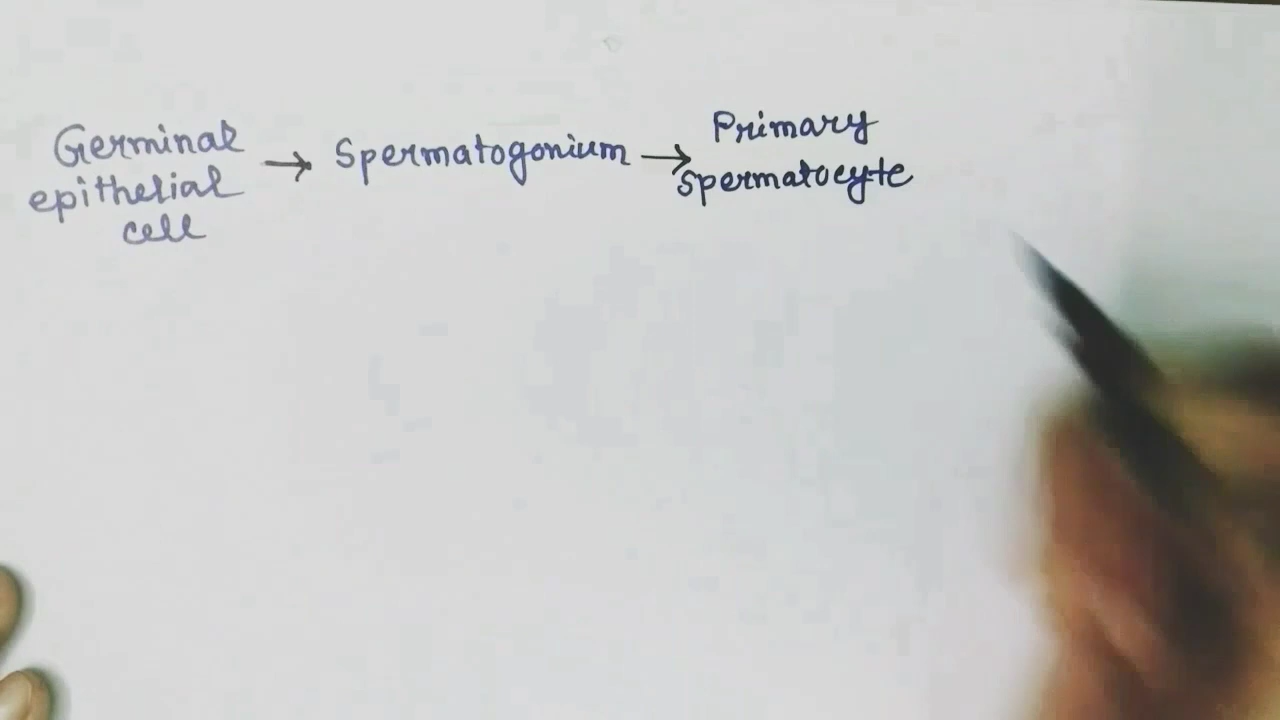 Germinal
epithelial
cell
→ Spermatogonium →
Primary
spermatocyte